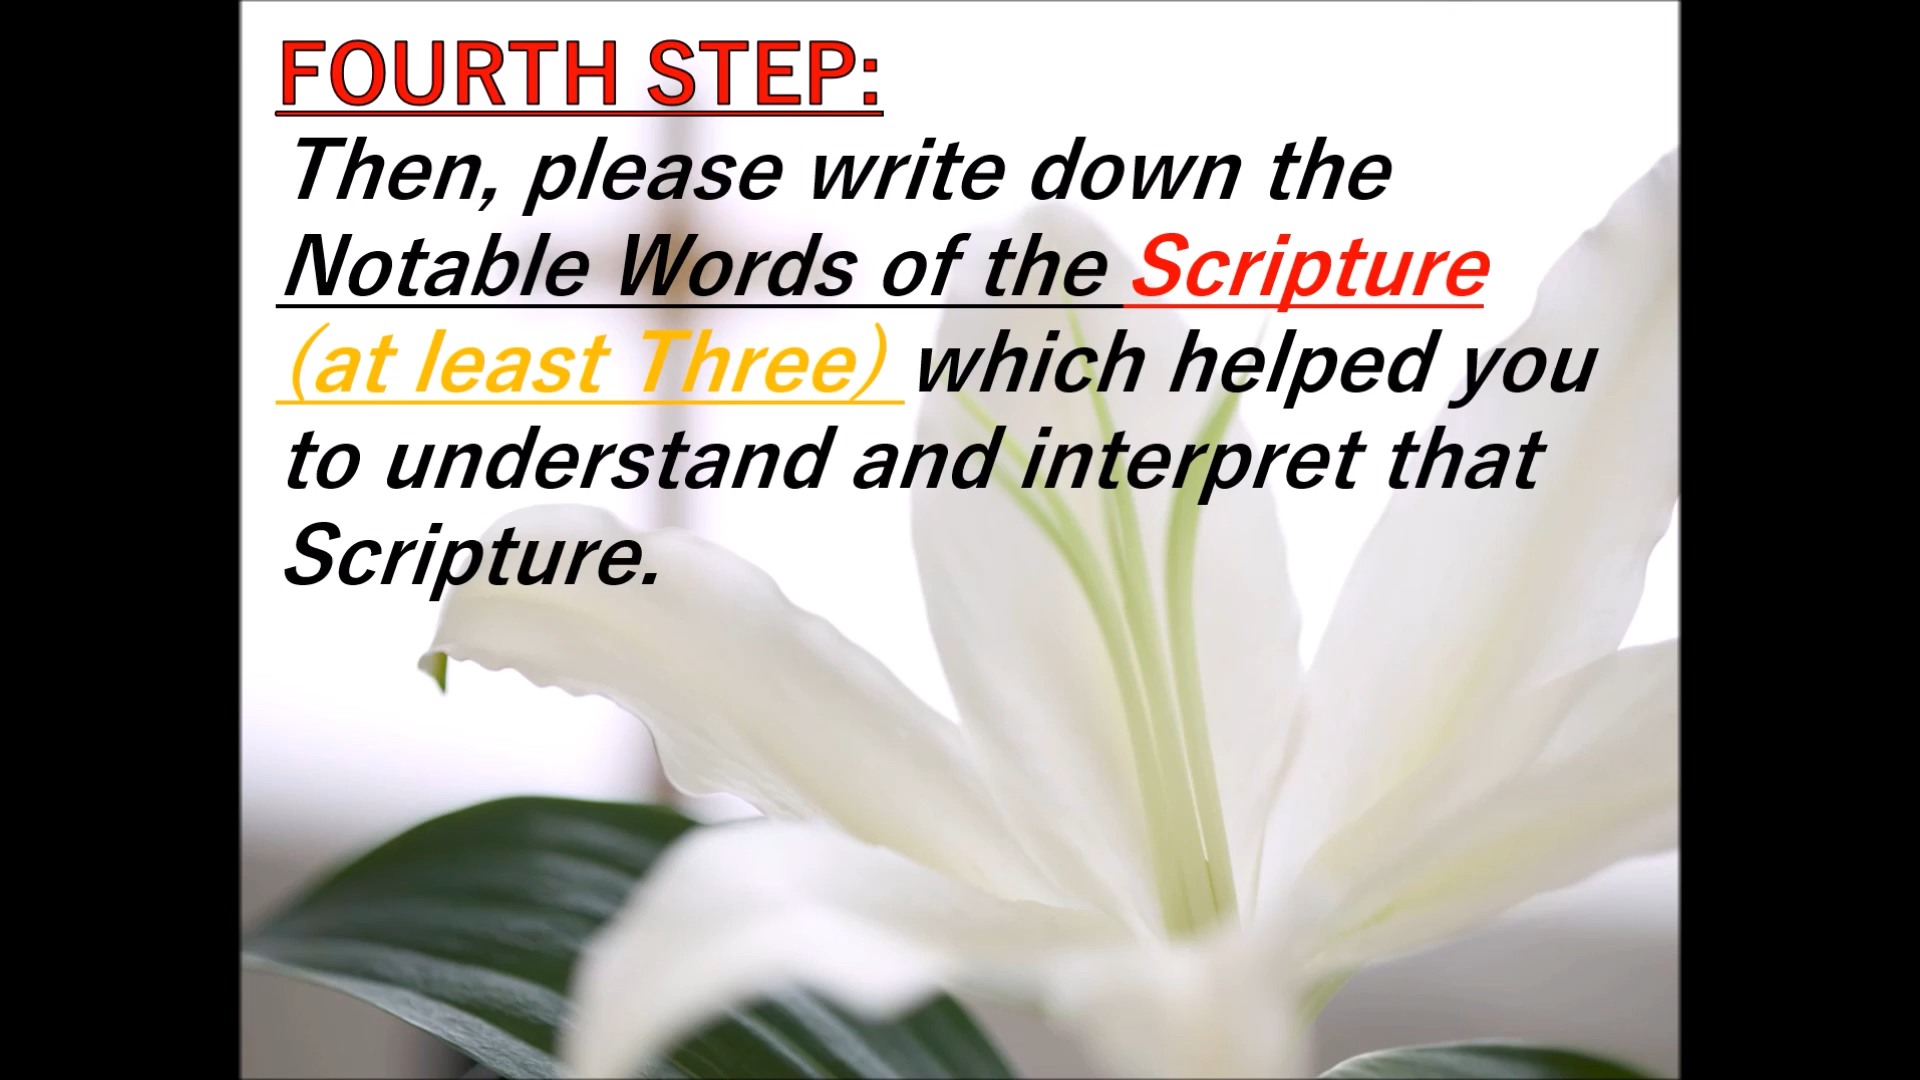 FOURTH STEP:
Then, please write down the
Notable Words of the Scripture
(at least Three) which helped you
to understand and interpret that
Scripture.